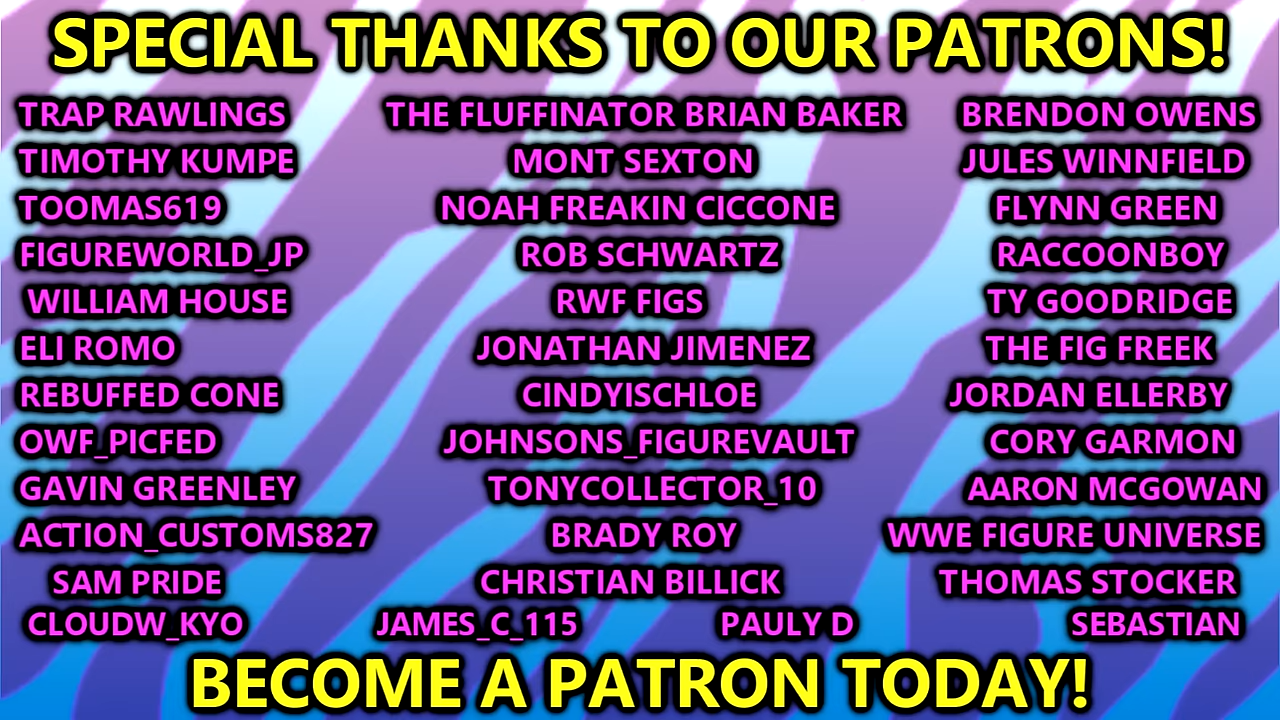 SPECIAL THANKS TO OUR PATRONS!
TRAP RAWLINGS THE FLUFFINATOR BRIAN BAKER BRENDON OWENS
TIMOTHY KUMPE MONT SEXTON JULES WINNFIELD
TOOMAS619 NOAH FREAKIN CICCONE FLYNN GREEN
FIGUREWORLD_JP ROB SCHWARTZ RACCOONBOY
WILLIAM HOUSE RWF FIGS TY GOODRIDGE
ELI ROMO JONATHAN JIMENEZ THE FIG FREEK
REBUFFED CONE CINDYISCHLOE JORDAN ELLERBY
OWF_PICFED JOHNSONS_FIGUREVAULT CORY GARMON
GAVIN GREENLEY TONYCOLLECTOR_10 AARON MCGOWAN
ACTION_CUSTOMS827 BRADY ROY WWE FIGURE UNIVERSE
SAM PRIDE CHRISTIAN BILLICK THOMAS STOCKER
CLOUDW_KYO JAMES_C_115 PAULY D SEBASTIAN
BECOME A PATRON TODAY!